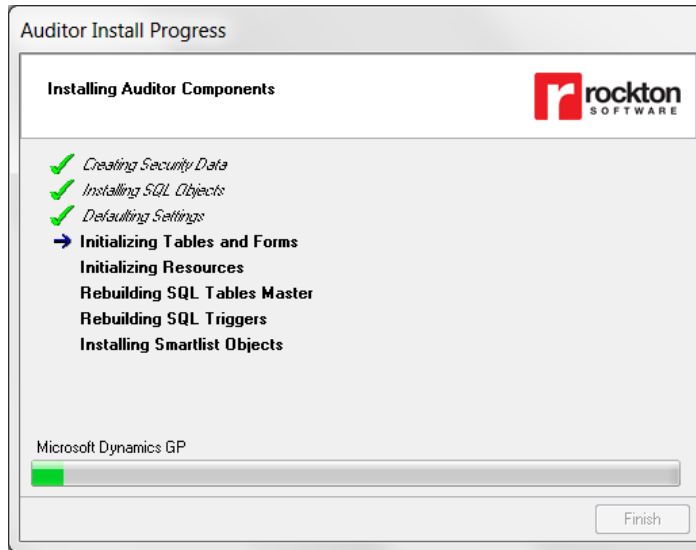 Auditor Install Progress
Installing Auditor Components
rockton
SOFTWARE
Creating Security Data
Installing SQL Objects
Defaulting Settings
Initializing Tables and Forms
Initializing Resources
Rebuilding SQL Tables Master
Rebuilding SQL Triggers
Installing Smartlist Objects
Microsoft Dynamics GP
Finish